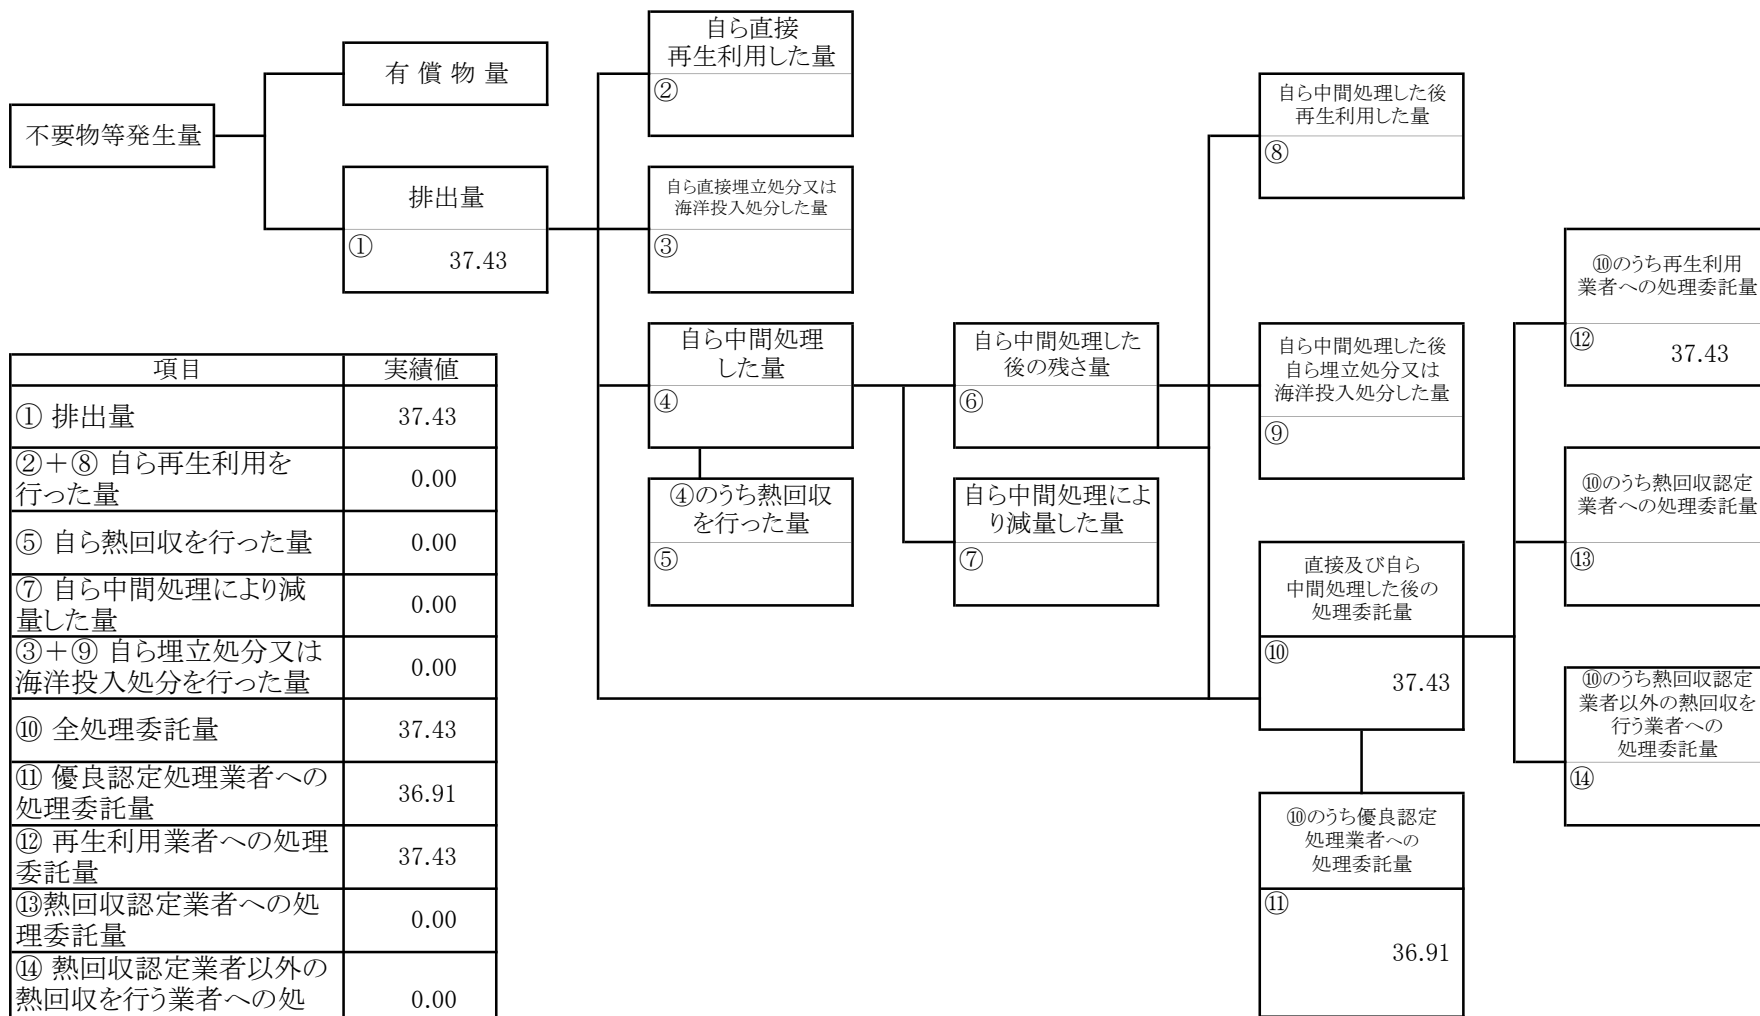 不要物等発生量
有 償 物 量
排出量
①
37.43
自ら直接
再生利用した量
②
自ら直接埋立処分又は
海洋投入処分した量
③
自ら中間処理
した量
④
④のうち熱回収
を行った量
⑤
自ら中間処理した
後の残さ量
⑥
自ら中間処理によ
り減量した量
⑦
自ら中間処理した後
再生利用した量
⑧
自ら中間処理した後
自ら埋立処分又は
海洋投入処分した量
⑨
直接及び自ら
中間処理した後の
処理委託量
⑩
37.43
⑩のうち優良認定
処理業者への
処理委託量
⑪
36.91
⑩のうち再生利用
業者への処理委託量
⑫
37.43
⑩のうち熱回収認定
業者への処理委託量
⑬
⑩のうち熱回収認定
業者以外の熱回収を
行う業者への
処理委託量
⑭
項目 実績値
① 排出量 37.43
②+⑧ 自ら再生利用を
行った量 0.00
⑤ 自ら熱回収を行った量 0.00
⑦ 自ら中間処理により減
量した量 0.00
③+⑨ 自ら埋立処分又は
海洋投入処分を行った量 0.00
⑩ 全処理委託量 37.43
⑪ 優良認定処理業者への
処理委託量 36.91
⑫ 再生利用業者への処理
委託量 37.43
⑬熱回収認定業者への処
理委託量 0.00
⑭ 熱回収認定業者以外の
熱回収を行う業者への処 0.00